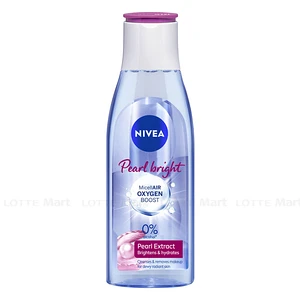 NIVEA
Pearl bright
MicellAIR
OXYGEN
BOOST
LOTTE Mart
0%
Pearl Extract
Brightens & hydrates
Cleanses & removes makeup
for dewy radiant skin